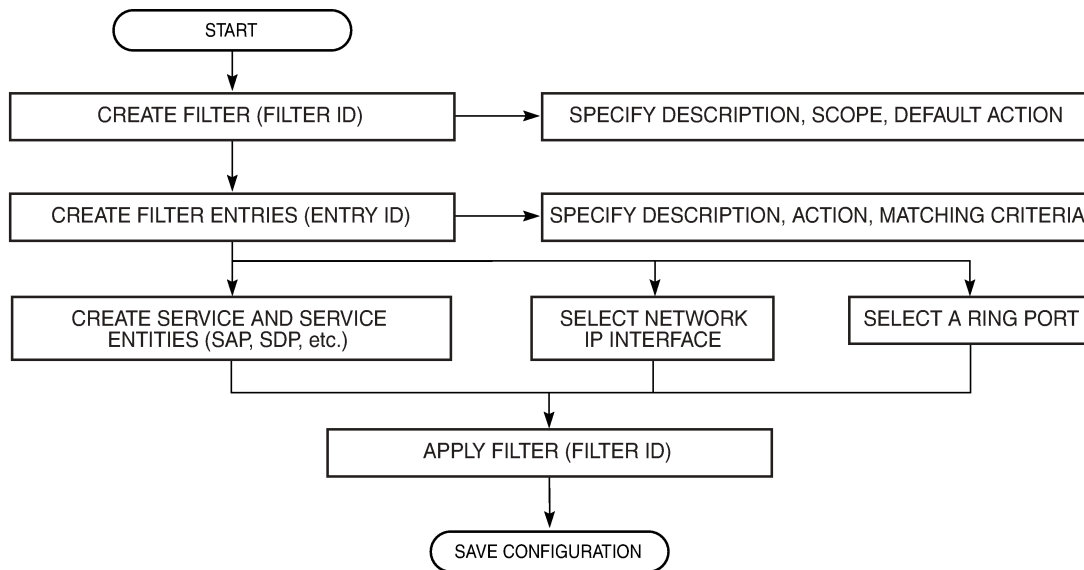 START
CREATE FILTER (FILTER ID)
SPECIFY DESCRIPTION, SCOPE, DEFAULT ACTION
CREATE FILTER ENTRIES (ENTRY ID)
SPECIFY DESCRIPTION, ACTION, MATCHING CRITERIA
CREATE SERVICE AND SERVICE
ENTITIES (SAP, SDP, etc.)
SELECT NETWORK
IP INTERFACE
SELECT A RING PORT
APPLY FILTER (FILTER ID)
SAVE CONFIGURATION